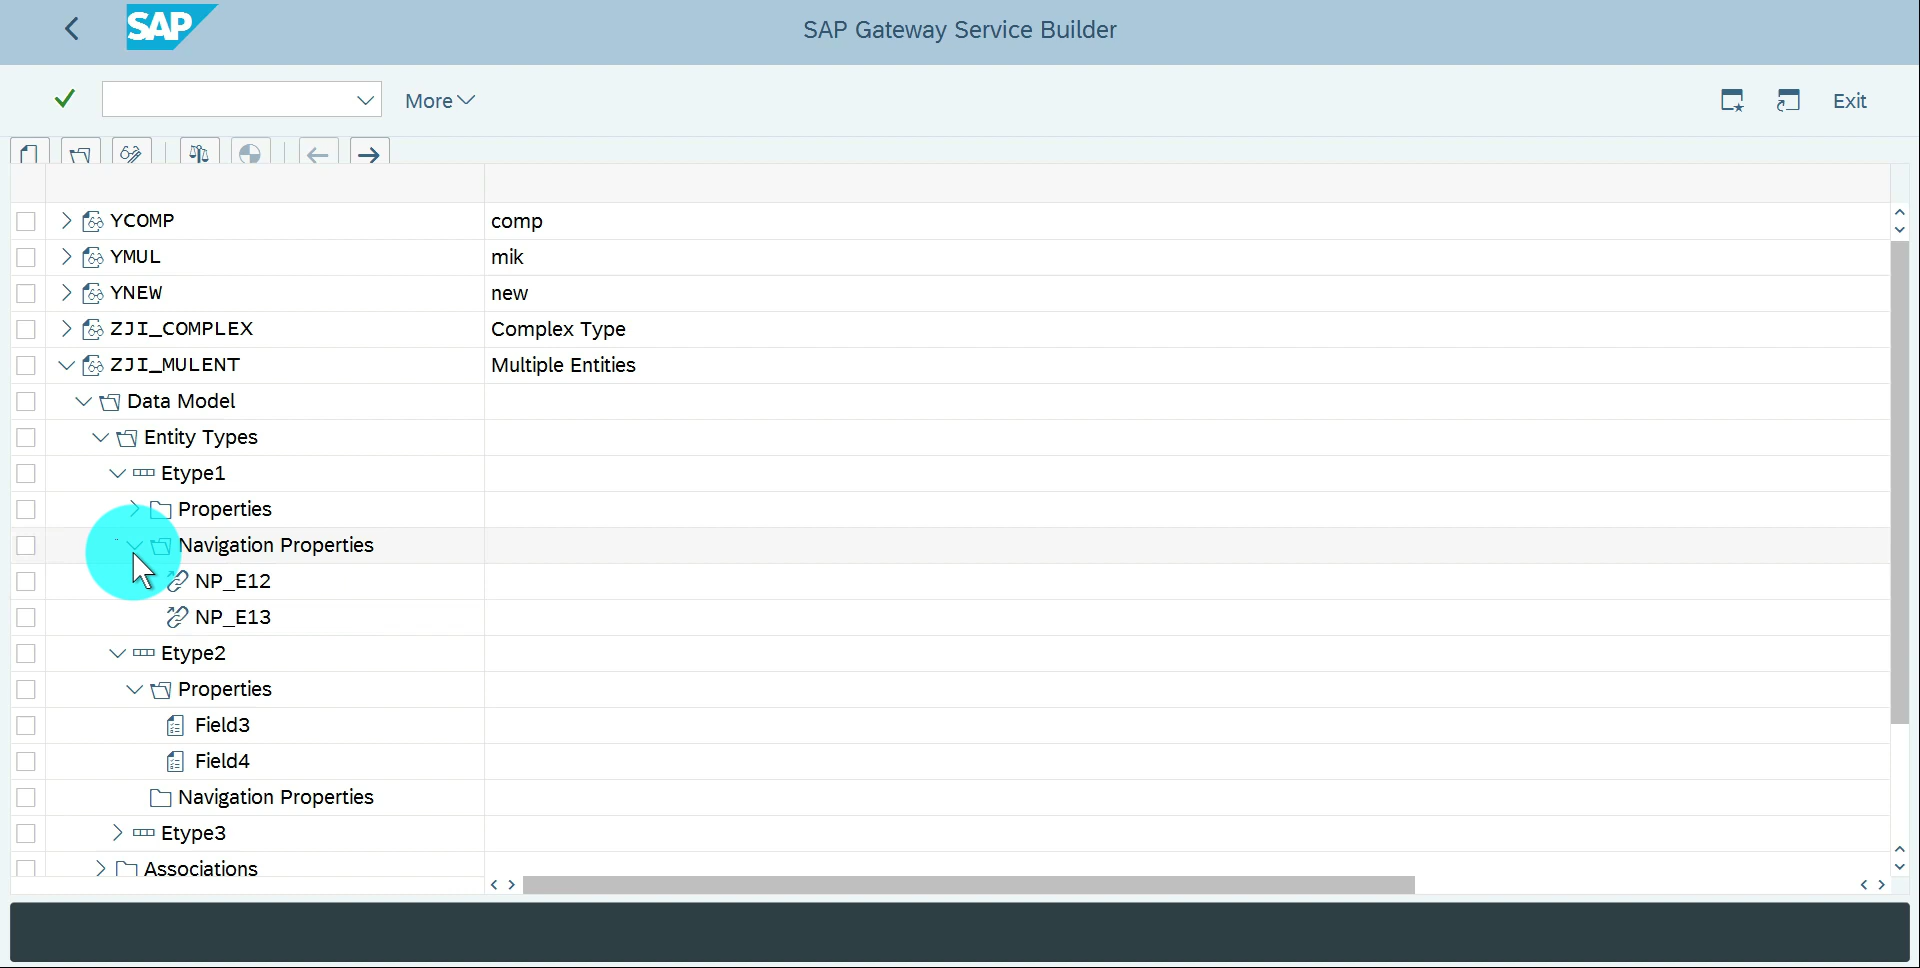 SAP
SAP Gateway Service Builder
More
Exit
YCOMP comp
YMUL mik
YNEW new
ZJI_COMPLEX Complex Type
ZJI_MULENT Multiple Entities
Data Model
Entity Types
Etype1
Properties
Navigation Properties
NP_E12
NP_E13
Etype2
Properties
Field3
Field4
Navigation Properties
Etype3
Associations